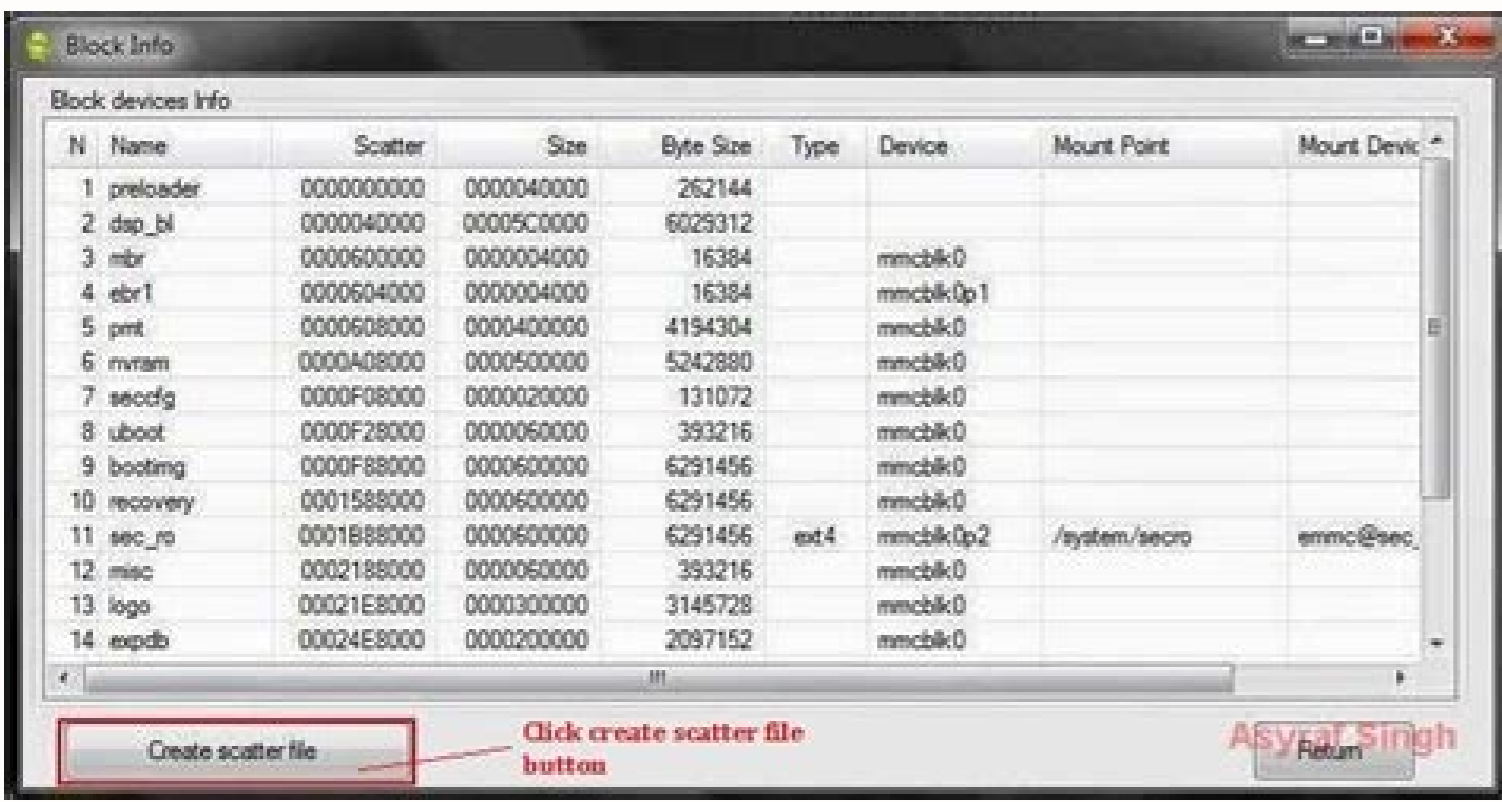 Block Info
Block devices Info
N Name Scatter Size Byte Size Type Device Mount Point Mount Devic
1 preloader 0000000000 0000040000 262144
2 dsp_bl 0000040000 00005C0000 6029312
3 mbr 0000600000 0000004000 16384 mmcblk0
4 ebr1 0000604000 0000004000 16384 mmcblk0p1
5 pmt 0000608000 0000400000 4194304 mmcblk0
6 nvram 0000A08000 0000500000 5242880 mmcblk0
7 seccfg 0000F08000 0000020000 131072 mmcblk0
8 uboot 0000F28000 0000060000 393216 mmcblk0
9 bootimg 0000F88000 0000600000 6291456 mmcblk0
10 recovery 0001588000 0000600000 6291456 mmcblk0
11 sec_ro 0001B88000 0000600000 6291456 ext4 mmcblk0p2 /system/secro emmc@sec_
12 misc 0002188000 0000060000 393216 mmcblk0
13 logo 00021E8000 0000300000 3145728 mmcblk0
14 expdb 00024E8000 0000200000 2097152 mmcblk0
Create scatter file
Click create scatter file
button
Asyraf Singh
Return